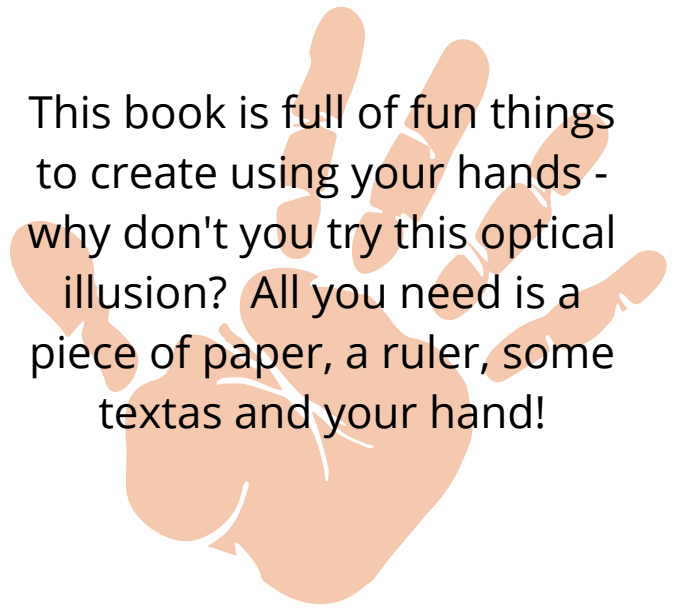 This book is full of fun things
to create using your hands -
why don't you try this optical
illusion?  All you need is a
piece of paper, a ruler, some
textas and your hand!